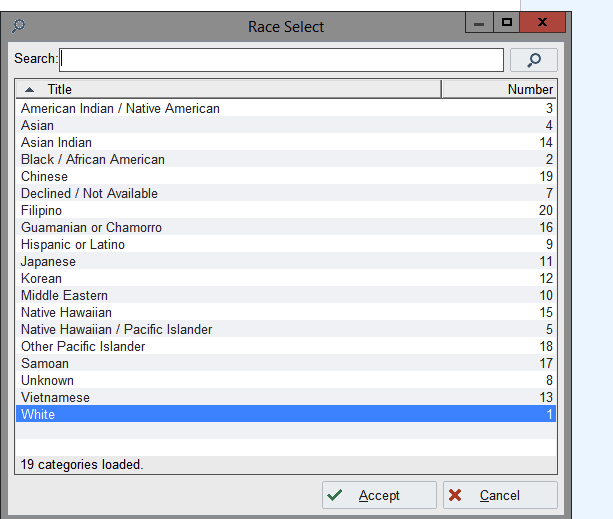 Race Select
Search:
Title Number
American Indian / Native American 3
Asian 4
Asian Indian 14
Black / African American 2
Chinese 19
Declined / Not Available 7
Filipino 20
Guamanian or Chamorro 16
Hispanic or Latino 9
Japanese 11
Korean 12
Middle Eastern 10
Native Hawaiian 15
Native Hawaiian / Pacific Islander 5
Other Pacific Islander 18
Samoan 17
Unknown 8
Vietnamese 13
White 1
19 categories loaded.
Accept Cancel